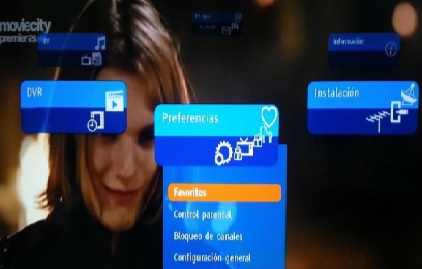 moviecity
premieres
Información
DVR
Preferencias
Instalación
Favoritos
Control parental
Bloqueo de canales
Configuración general